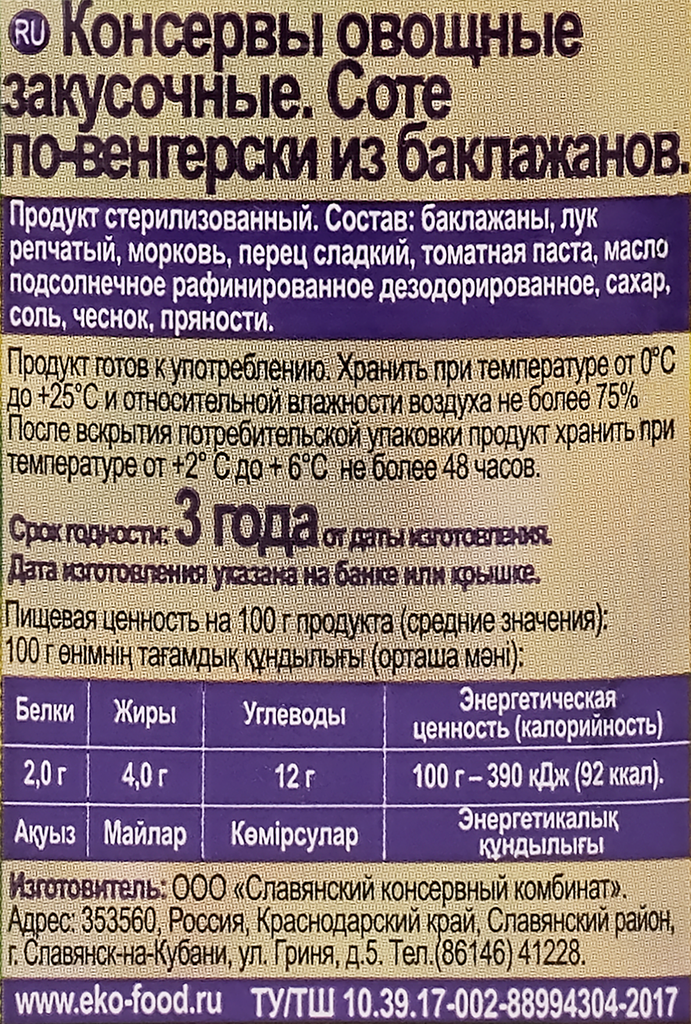 RU Консервы овощные
закусочные. Соте
по-венгерски из баклажанов.
Продукт стерилизованный. Состав: баклажаны, лук
репчатый, морковь, перец сладкий, томатная паста, масло
подсолнечное рафинированное дезодорированное, сахар,
соль, чеснок, пряности.
Продукт готов к употреблению. Хранить при температуре от 0°С
до +25°С и относительной влажности воздуха не более 75%
После вскрытия потребительской упаковки продукт хранить при
температуре от +2° С до + 6°С не более 48 часов.
Срок годности: 3 года от даты изготовления.
Дата изготовления указана на банке или крышке.
Пищевая ценность на 100 г продукта (средние значения):
100 г өнімнің тағамдық құндылығы (орташа мәні):
Белки Жиры Углеводы Энергетическая
ценность (калорийность)
2,0 г 4,0 г 12 г 100 г – 390 кДж (92 ккал).
Ақуыз Майлар Көмірсулар Энергетикалық
құндылығы
Изготовитель: ООО «Славянский консервный комбинат».
Адрес: 353560, Россия, Краснодарский край, Славянский район,
г. Славянск-на-Кубани, ул. Гриня, д.5. Тел.(86146) 41228.
www.eko-food.ru ТУ/ТШ 10.39.17-002-88994304-2017